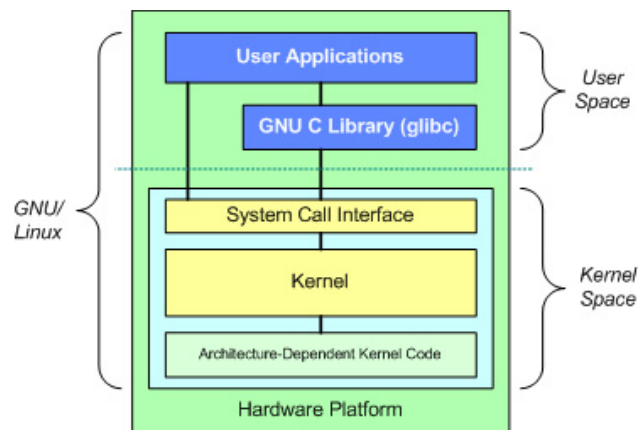 User Applications
User
Space
GNU C Library (glibc)
GNU/
Linux
System Call Interface
Kernel
Kernel
Space
Architecture-Dependent Kernel Code
Hardware Platform